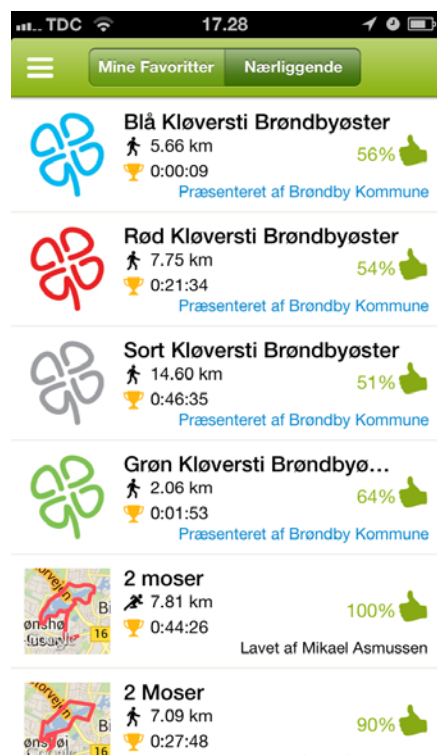 TDC
17.28
Mine Favoritter
Nærliggende
Blå Kløversti Brøndbyøster
5.66 km
56%
0:00:09
Præsenteret af Brøndby Kommune
Rød Kløversti Brøndbyøster
7.75 km
54%
0:21:34
Præsenteret af Brøndby Kommune
Sort Kløversti Brøndbyøster
14.60 km
51%
0:46:35
Præsenteret af Brøndby Kommune
Grøn Kløversti Brøndbyø...
2.06 km
64%
0:01:53
Præsenteret af Brøndby Kommune
2 moser
7.81 km
100%
Bi
ønshø
16
0:44:26
Lavet af Mikael Asmussen
2 Moser
7.09 km
90%
16
0:27:48